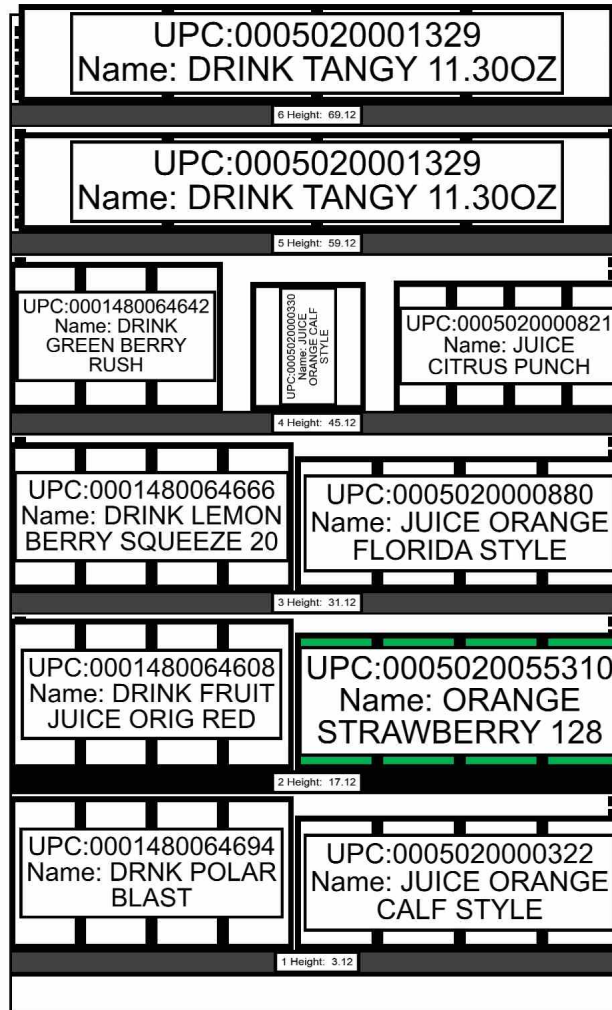 UPC:0005020001329
Name: DRINK TANGY 11.30OZ
6 Height: 69.12
UPC:0005020001329
Name: DRINK TANGY 11.30OZ
5 Height: 59.12
UPC:0001480064642
Name: DRINK
GREEN BERRY
RUSH
UPC:0005020000330
Name: JUICE
ORANGE CALF
STYLE
UPC:0005020000821
Name: JUICE
CITRUS PUNCH
4 Height: 45.12
UPC:0001480064666
Name: DRINK LEMON
BERRY SQUEEZE 20
UPC:0005020000880
Name: JUICE ORANGE
FLORIDA STYLE
3 Height: 31.12
UPC:0001480064608
Name: DRINK FRUIT
JUICE ORIG RED
UPC:0005020055310
Name: ORANGE
STRAWBERRY 128
2 Height: 17.12
UPC:0001480064694
Name: DRNK POLAR
BLAST
UPC:0005020000322
Name: JUICE ORANGE
CALF STYLE
1 Height: 3.12